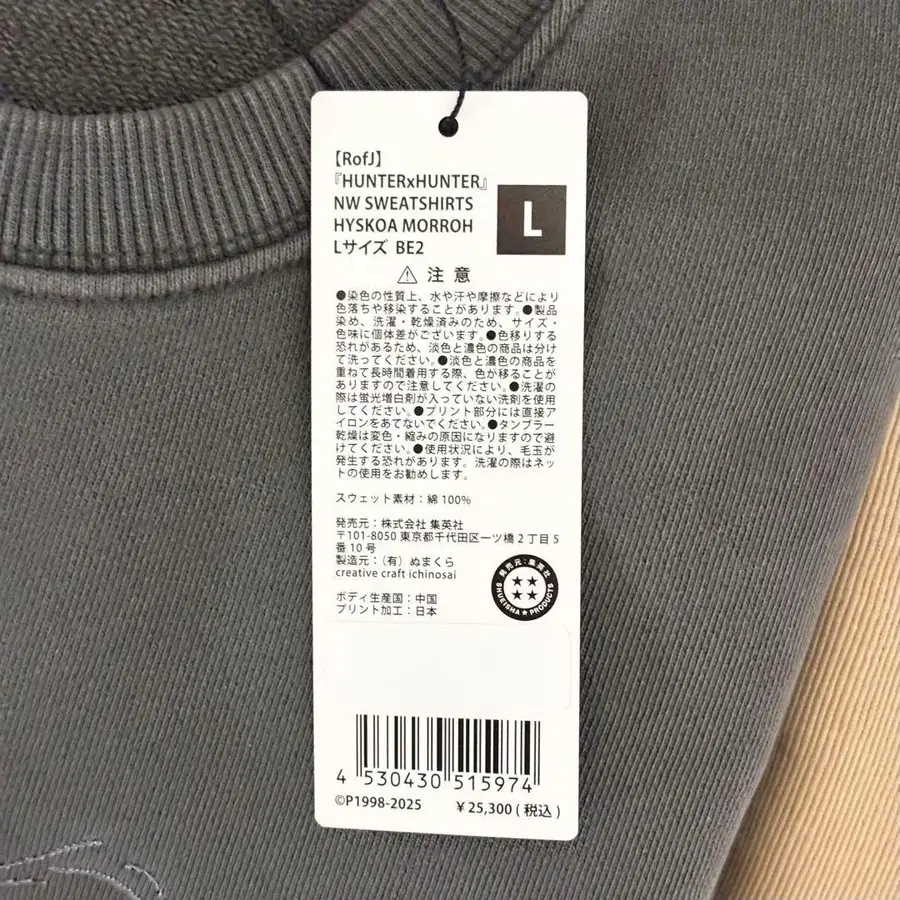 【RofJ】
『HUNTERxHUNTER』
NW SWEATSHIRTS
HYSKOA MORROH
Lサイズ BE2
L
注意
●染色の性質上、水や汗や摩擦などにより
色落ちや移染することがあります。●製品
染め、洗濯・乾燥済みのため、サイズ・
色味に個体差がございます。●色移りする
恐れがあるため、淡色と濃色の商品は分け
て洗ってください。●淡色と濃色の商品を
重ねて長時間着用する際、色が移ることが
ありますので注意してください。●洗濯の
際は蛍光増白剤が入っていない洗剤を使用
してください。●プリント部分には直接ア
イロンをあてないでください。●タンブラー
乾燥は変色・縮みの原因になりますので避
けてください。●使用状況により、毛玉が
発生する恐れがあります。洗濯の際はネッ
トの使用をお勧めします。
スウェット素材：綿100%
発売元：株式会社 集英社
〒101-8050 東京都千代田区一ツ橋2丁目5
番10号
製造元：（有）ぬまくら
creative craft ichinosai
ボディ生産国：中国
プリント加工：日本
発売元：集英社
SHUEISHA★PRODUCTS
4 530430 515974
©P1998-2025
¥25,300(税込)